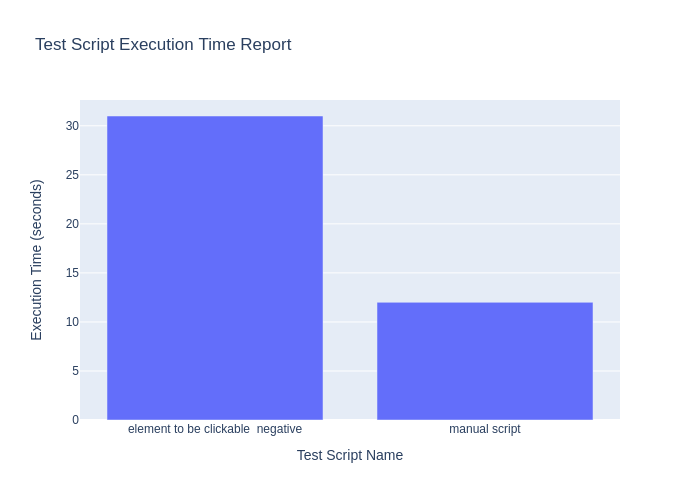 Test Script Execution Time Report
Execution Time (seconds)
30
25
20
15
10
5
0
element to be clickable  negative
manual script
Test Script Name